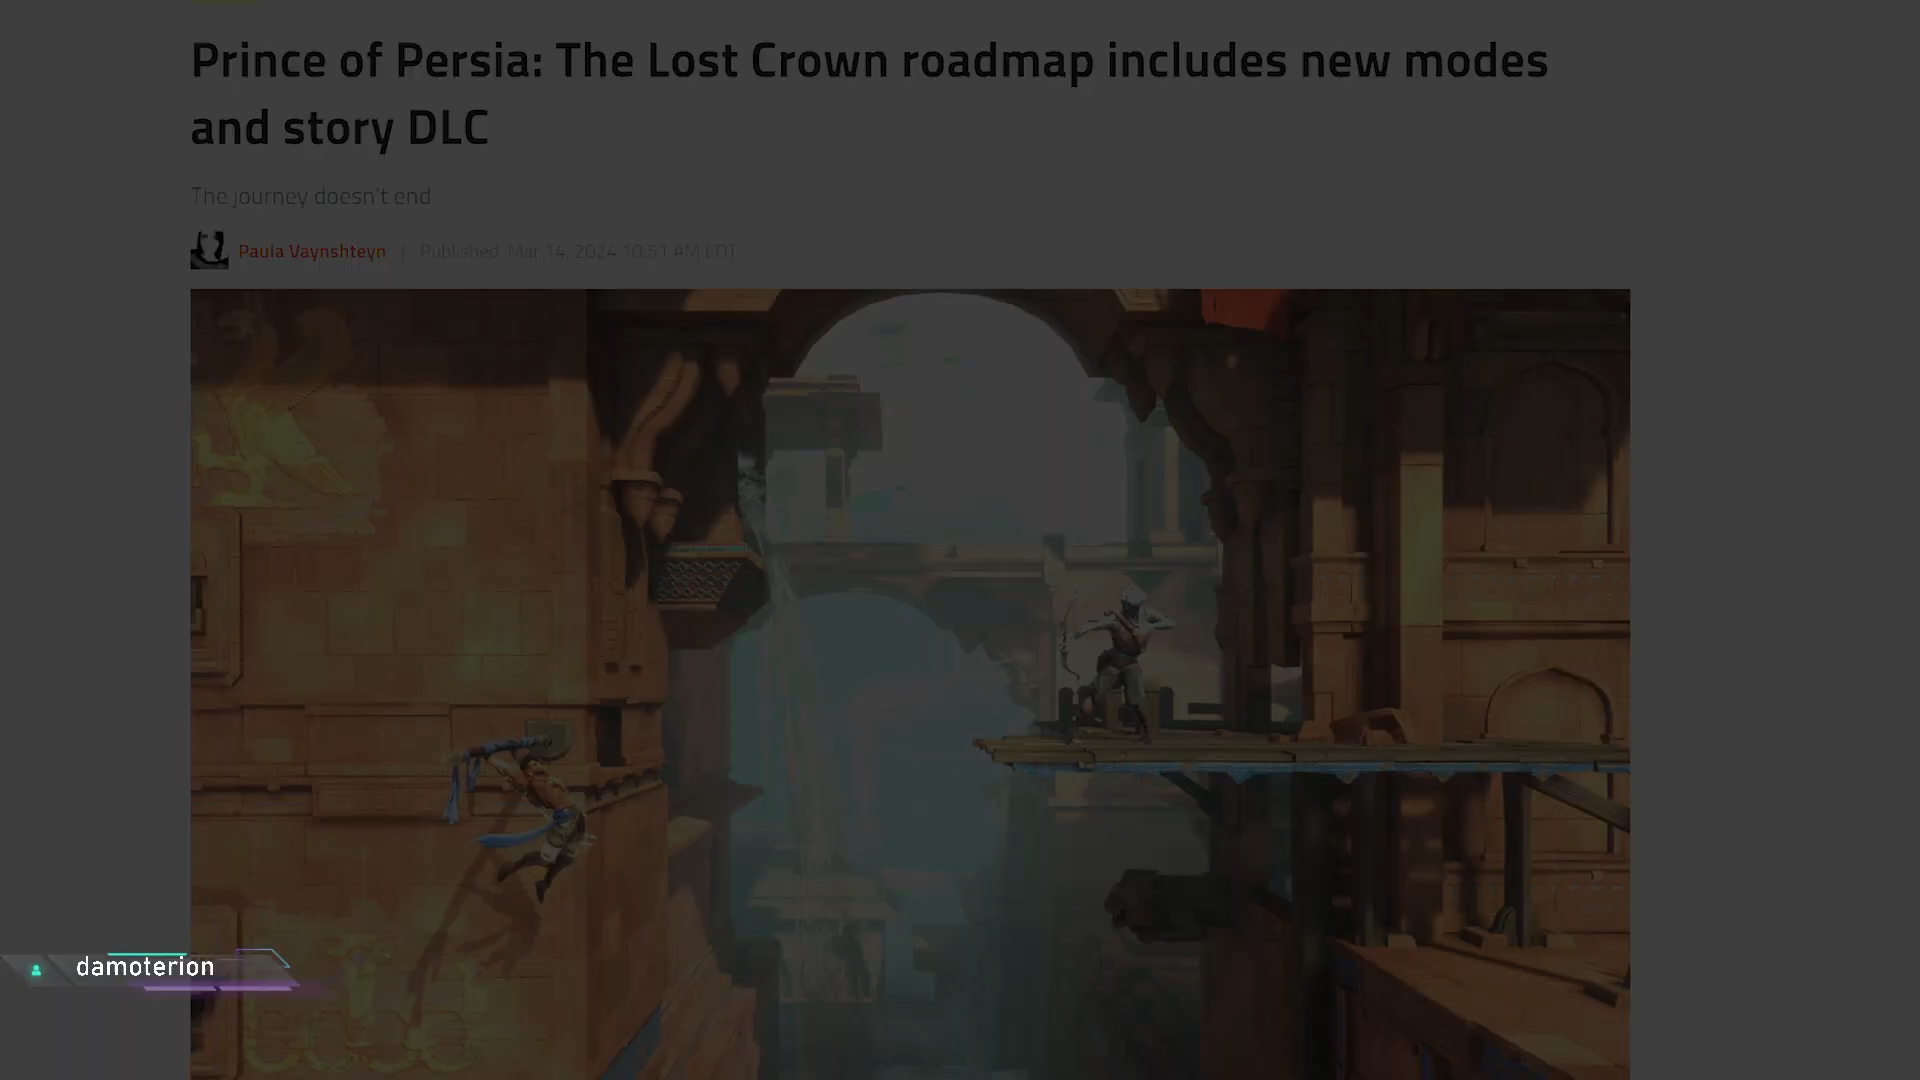 Prince of Persia: The Lost Crown roadmap includes new modes
and story DLC
The journey doesn't end
Paula Vaynshteyn | Published: Mar 14, 2024 10:51 AM EDT
damoterion